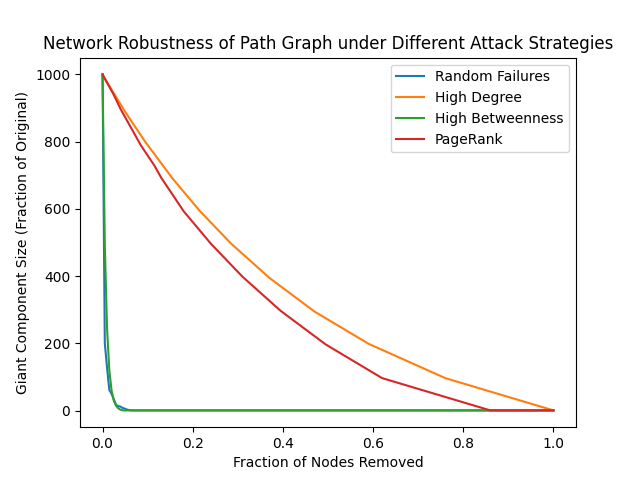 Network Robustness of Path Graph under Different Attack Strategies
Giant Component Size (Fraction of Original)
1000
800
600
400
200
0
Random Failures
High Degree
High Betweenness
PageRank
0.0
0.2
0.4
0.6
0.8
1.0
Fraction of Nodes Removed